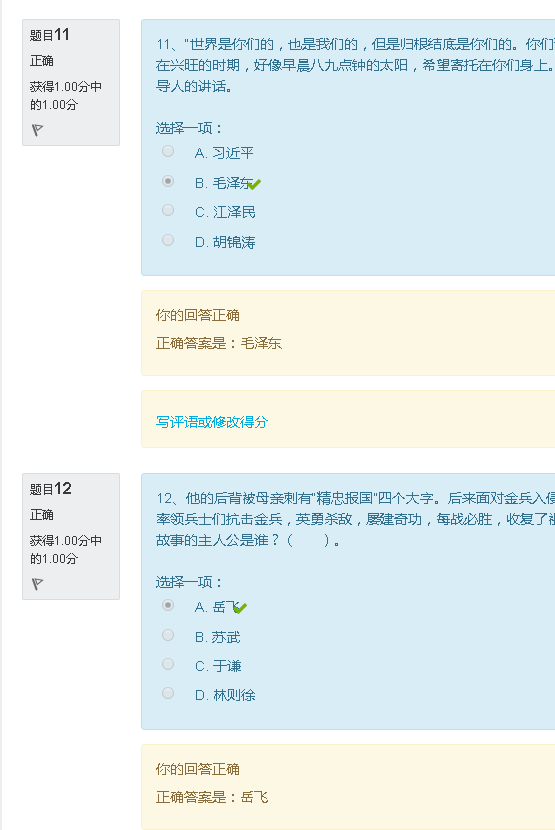 题目11
正确
获得1.00分中
的1.00分
11、“世界是你们的，也是我们的，但是归根结底是你们的。你们
在兴旺的时期，好像早晨八九点钟的太阳，希望寄托在你们身上。
导人的讲话。
选择一项：
A. 习近平
B. 毛泽东
C. 江泽民
D. 胡锦涛
你的回答正确
正确答案是：毛泽东
写评语或修改得分
题目12
正确
获得1.00分中
的1.00分
12、他的后背被母亲刺有“精忠报国”四个大字。后来面对金兵入侵
率领兵士们抗击金兵，英勇杀敌，屡建奇功，每战必胜，收复了
故事的主人公是谁？（　　）。
选择一项：
A. 岳飞
B. 苏武
C. 于谦
D. 林则徐
你的回答正确
正确答案是：岳飞